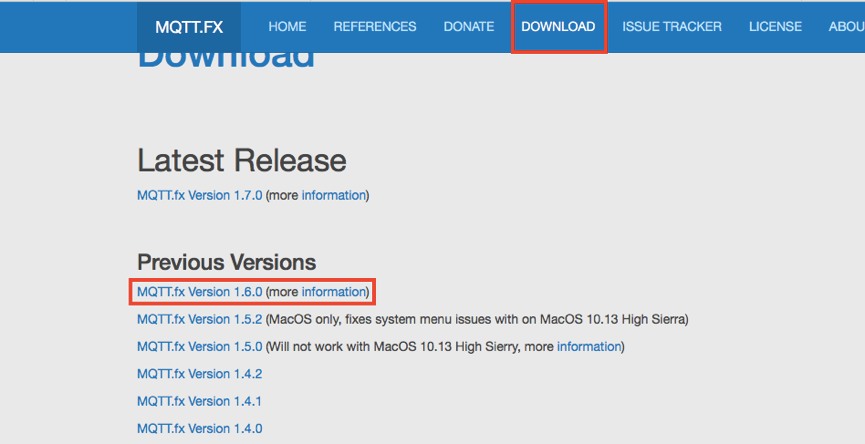 MQTT.FX HOME REFERENCES DONATE DOWNLOAD ISSUE TRACKER LICENSE ABOU
Download
Latest Release
MQTT.fx Version 1.7.0 (more information)
Previous Versions
MQTT.fx Version 1.6.0 (more information)
MQTT.fx Version 1.5.2 (MacOS only, fixes system menu issues with on MacOS 10.13 High Sierra)
MQTT.fx Version 1.5.0 (Will not work with MacOS 10.13 High Sierry, more information)
MQTT.fx Version 1.4.2
MQTT.fx Version 1.4.1
MQTT.fx Version 1.4.0